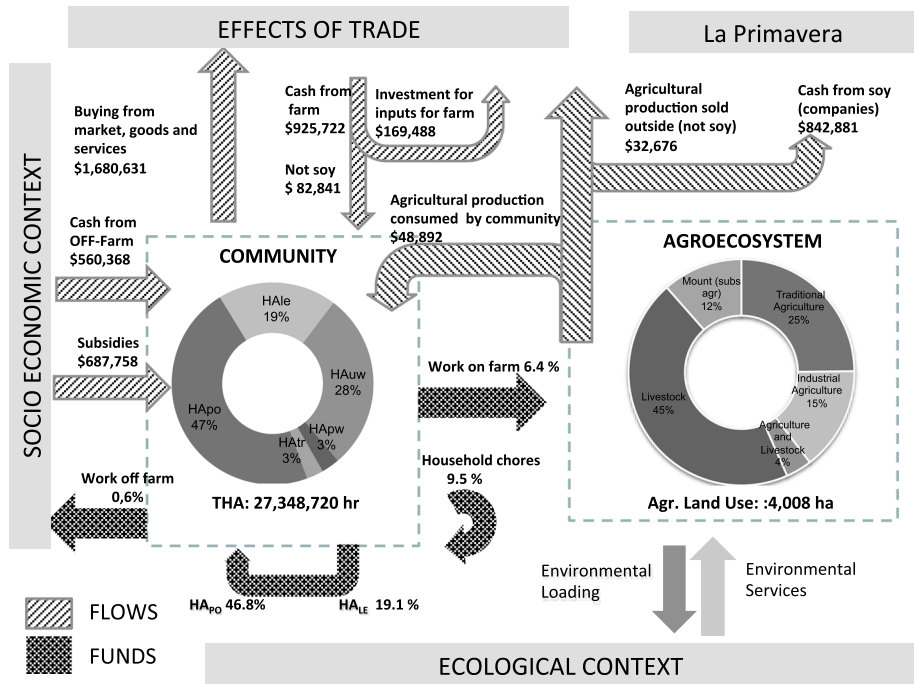 EFFECTS OF TRADE
La Primavera
SOCIO ECONOMIC CONTEXT
Buying from
market, goods and
services
$1,680,631
Cash from
farm
$925,722
Not soy
$ 82,841
Investment for
inputs for farm
$169,488
Agricultural
production sold
outside (not soy)
$32,676
Cash from soy
(companies)
$842,881
Agricultural production
consumed by community
$48,892
Cash from
OFF-Farm
$560,368
Subsidies
$687,758
Work off farm
0,6%
COMMUNITY
HAle
19%
HAuw
28%
HApw
3%
HAtr
3%
HApo
47%
THA: 27,348,720 hr
Work on farm 6.4 %
Household chores
9.5 %
HAPO 46.8%
HALE 19.1 %
AGROECOSYSTEM
Mount (subs
agr)
12%
Traditional
Agriculture
25%
Industrial
Agriculture
15%
Agriculture
and
Livestock
4%
Livestock
45%
Agr. Land Use: :4,008 ha
Environmental
Loading
Environmental
Services
FLOWS
FUNDS
ECOLOGICAL CONTEXT